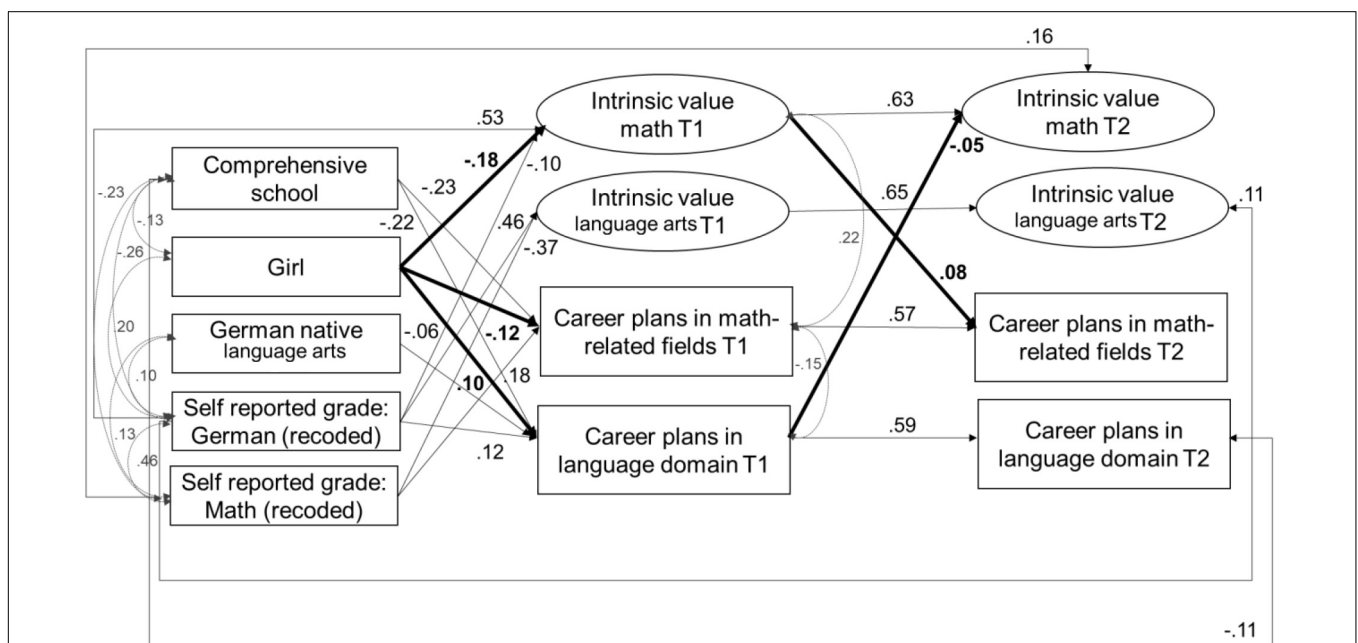 .16
Intrinsic value
math T1
.63
Intrinsic value
math T2
.53
-.18
-.10
-.05
Comprehensive
school
-.23
-.23
Intrinsic value
language arts T1
.65
Intrinsic value
language arts T2
.11
-.13
-.22
.46
-.37
.22
-.26
Girl
.08
Career plans in math-
related fields T1
.57
Career plans in math-
related fields T2
.20
German native
language arts
-.06
-.12
-.15
.10
.10
.18
Self reported grade:
German (recoded)
Career plans in
language domain T1
.59
Career plans in
language domain T2
.13
.12
.46
Self reported grade:
Math (recoded)
-.11